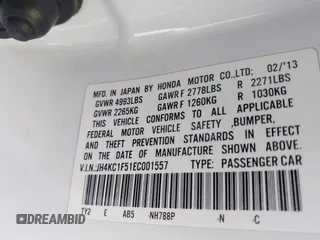 MFD. IN JAPAN BY HONDA MOTOR CO.,LTD; 02/'13
GVWR 4993LBS GAWR F 2778LBS R 2271LBS
GVWR 2265KG GAWR F 1260KG R 1030KG
THIS VEHICLE CONFORMS TO ALL APPLICABLE
FEDERAL MOTOR VEHICLE SAFETY ,BUMPER,
AND THEFT PREVENTION STANDARDS IN EFFECT
ON THE DATE OF MANUFACTURE SHOWN ABOVE.
V.I.N:JH4KC1F51EC001557 TYPE: PASSENGER CAR
TY2 E AB5 -NH788P -N -C
DREAMBID